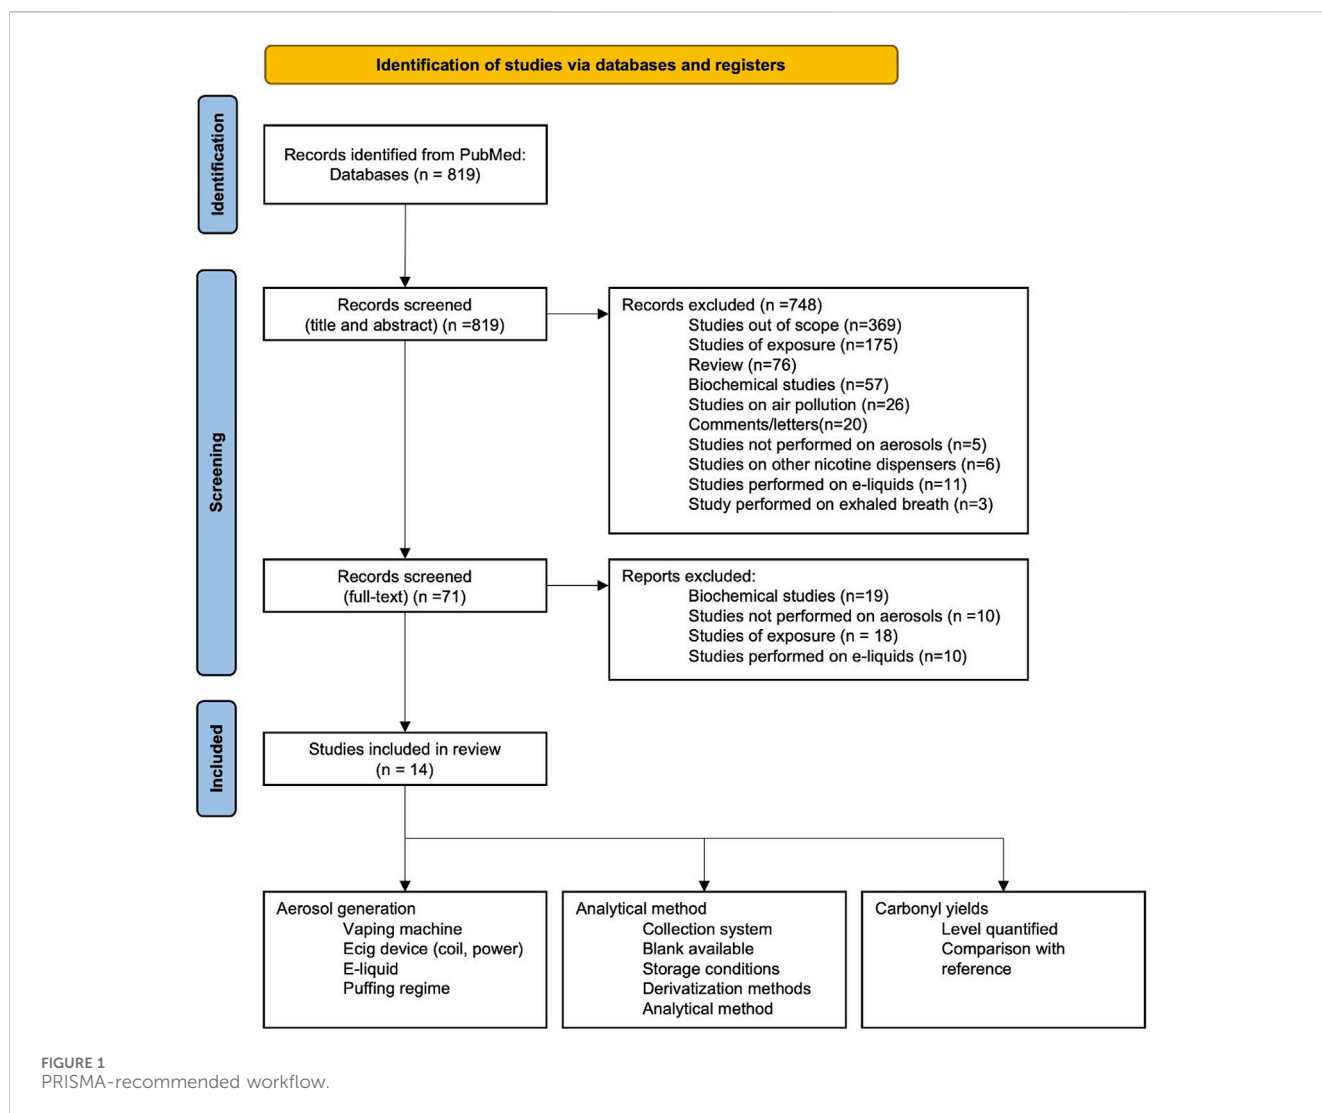 Identification of studies via databases and registers
Identification
Records identified from PubMed:
Databases (n = 819)
Screening
Records screened
(title and abstract) (n =819)
Records excluded (n =748)
Studies out of scope (n=369)
Studies of exposure (n=175)
Review (n=76)
Biochemical studies (n=57)
Studies on air pollution (n=26)
Comments/letters(n=20)
Studies not performed on aerosols (n=5)
Studies on other nicotine dispensers (n=6)
Studies performed on e-liquids (n=11)
Study performed on exhaled breath (n=3)
Records screened
(full-text) (n =71)
Reports excluded:
Biochemical studies (n=19)
Studies not performed on aerosols (n =10)
Studies of exposure (n = 18)
Studies performed on e-liquids (n=10)
Included
Studies included in review
(n = 14)
Aerosol generation
Vaping machine
Ecig device (coil, power)
E-liquid
Puffing regime
Analytical method
Collection system
Blank available
Storage conditions
Derivatization methods
Analytical method
Carbonyl yields
Level quantified
Comparison with
reference
FIGURE 1
PRISMA-recommended workflow.